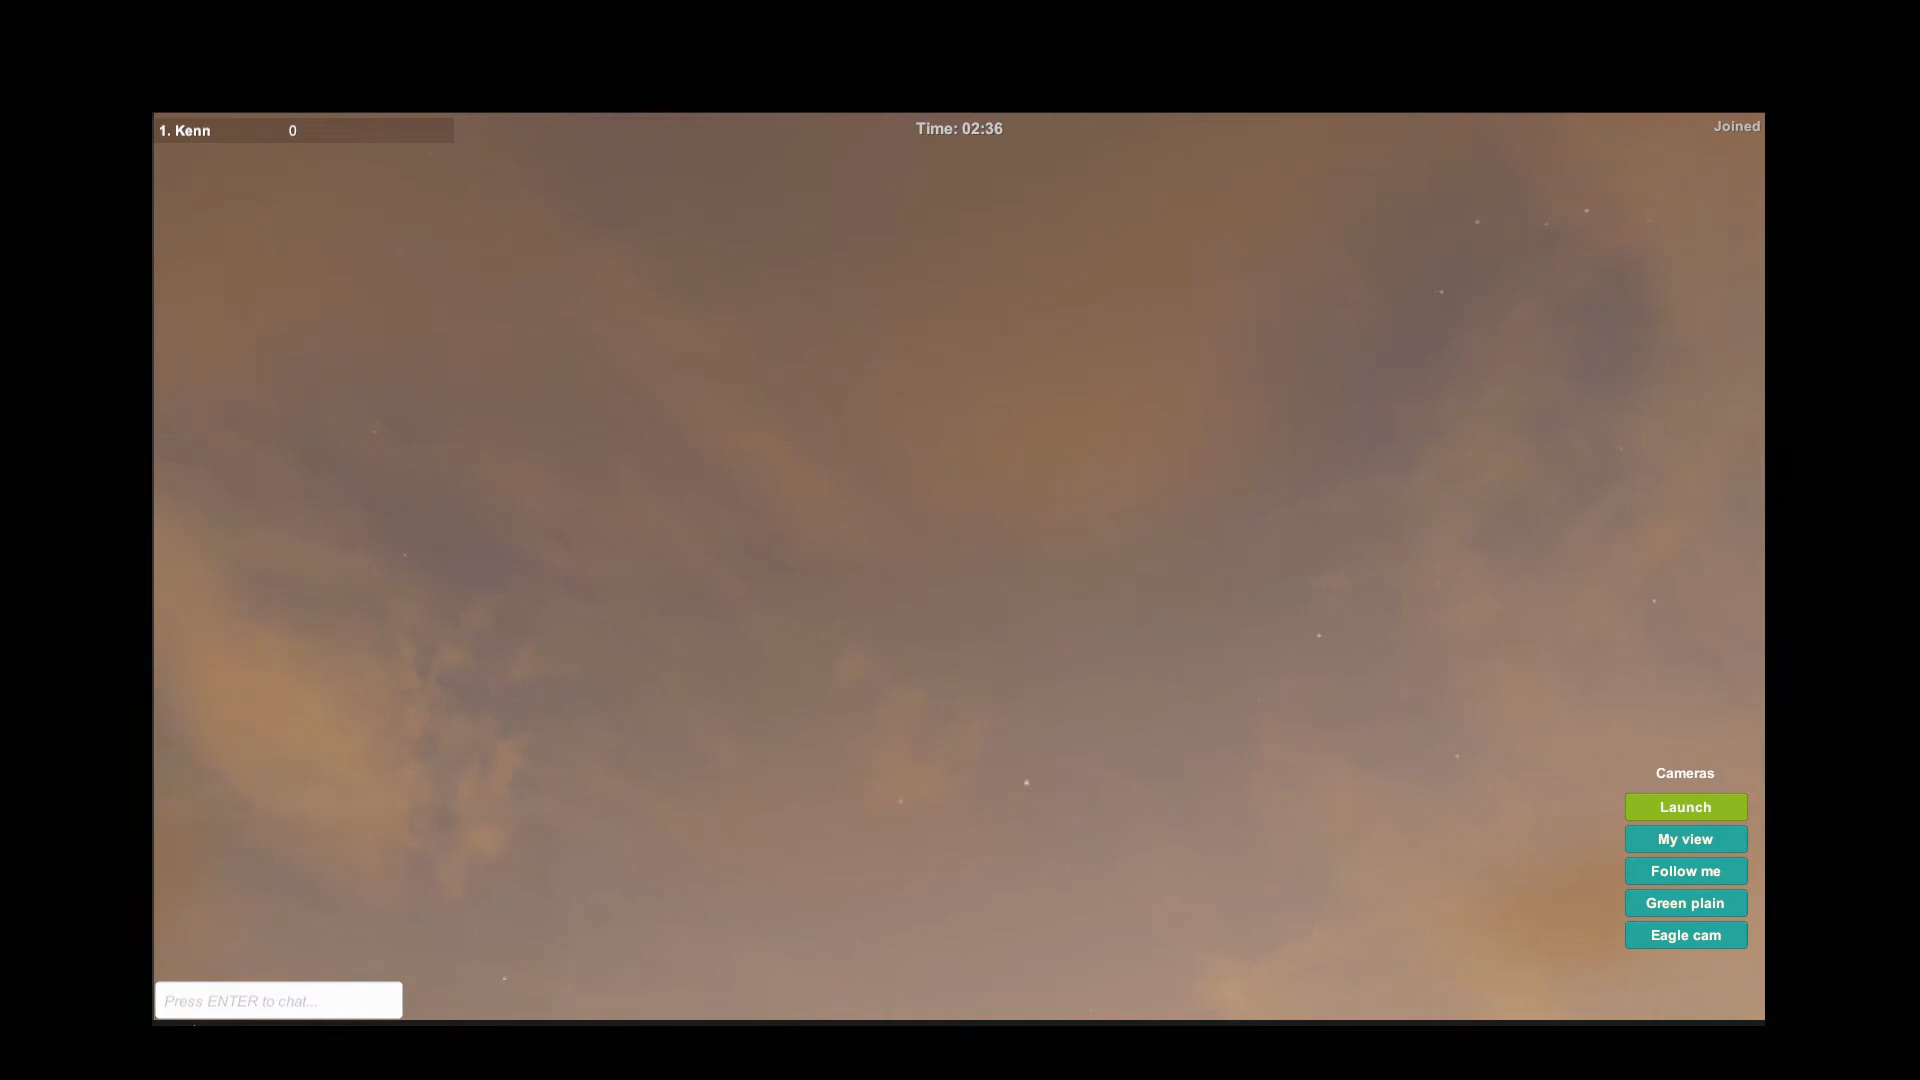 1. Kenn 0
Time: 02:36
Joined
Cameras
Launch
My view
Follow me
Green plain
Eagle cam
Press ENTER to chat...